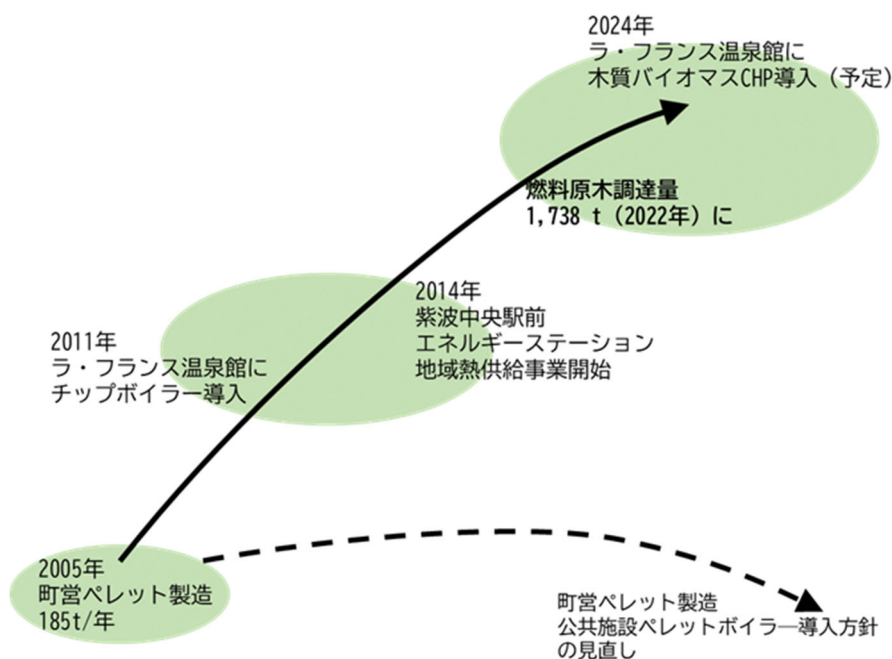 2024年
ラ・フランス温泉館に
木質バイオマスCHP導入（予定）
燃料原木調達量
1,738 t（2022年）に
2014年
紫波中央駅前
エネルギーステーション
地域熱供給事業開始
2011年
ラ・フランス温泉館に
チップボイラー導入
2005年
町営ペレット製造
185t/年
町営ペレット製造
公共施設ペレットボイラ―導入方針
の見直し